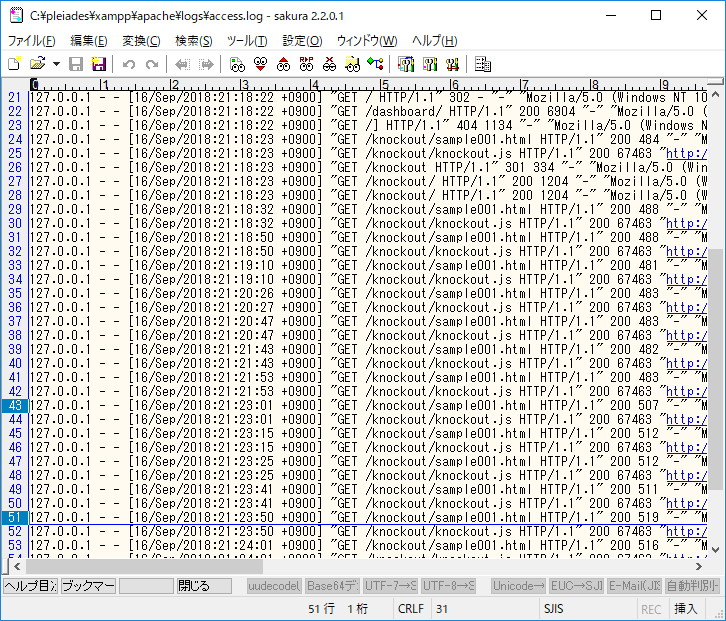 C:¥pleiades¥xampp¥apache¥logs¥access.log - sakura 2.2.0.1
ファイル(F) 編集(E) 変換(C) 検索(S) ツール(T) 設定(O) ウィンドウ(W) ヘルプ(H)
0 1 2 3 4 5 6 7 8 9
21 127.0.0.1 - - [16/Sep/2018:21:18:22 +0900] "GET / HTTP/1.1" 302 - "-" "Mozilla/5.0 (Windows NT 10
22 127.0.0.1 - - [16/Sep/2018:21:18:22 +0900] "GET /dashboard/ HTTP/1.1" 200 6904 "-" "Mozilla/5.0 (
23 127.0.0.1 - - [16/Sep/2018:21:18:23 +0900] "GET /] HTTP/1.1" 404 1134 "-" "Mozilla/5.0 (Windows N
24 127.0.0.1 - - [16/Sep/2018:21:18:23 +0900] "GET /knockout/sample001.html HTTP/1.1" 200 484 "-" "M
25 127.0.0.1 - - [16/Sep/2018:21:18:23 +0900] "GET /knockout/knockout.js HTTP/1.1" 200 67463 "http:/
26 127.0.0.1 - - [16/Sep/2018:21:18:23 +0900] "GET /knockout HTTP/1.1" 301 334 "-" "Mozilla/5.0 (Win
27 127.0.0.1 - - [16/Sep/2018:21:18:23 +0900] "GET /knockout/ HTTP/1.1" 200 1204 "-" "Mozilla/5.0 (W
28 127.0.0.1 - - [16/Sep/2018:21:18:23 +0900] "GET /knockout/ HTTP/1.1" 200 1204 "-" "Mozilla/5.0 (W
29 127.0.0.1 - - [16/Sep/2018:21:18:32 +0900] "GET /knockout/sample001.html HTTP/1.1" 200 488 "-" "M
30 127.0.0.1 - - [16/Sep/2018:21:18:32 +0900] "GET /knockout/knockout.js HTTP/1.1" 200 67463 "http:/
31 127.0.0.1 - - [16/Sep/2018:21:18:50 +0900] "GET /knockout/sample001.html HTTP/1.1" 200 488 "-" "M
32 127.0.0.1 - - [16/Sep/2018:21:18:50 +0900] "GET /knockout/knockout.js HTTP/1.1" 200 67463 "http:/
33 127.0.0.1 - - [16/Sep/2018:21:19:10 +0900] "GET /knockout/sample001.html HTTP/1.1" 200 481 "-" "M
34 127.0.0.1 - - [16/Sep/2018:21:19:10 +0900] "GET /knockout/knockout.js HTTP/1.1" 200 67463 "http:/
35 127.0.0.1 - - [16/Sep/2018:21:20:26 +0900] "GET /knockout/sample001.html HTTP/1.1" 200 483 "-" "M
36 127.0.0.1 - - [16/Sep/2018:21:20:27 +0900] "GET /knockout/knockout.js HTTP/1.1" 200 67463 "http:/
37 127.0.0.1 - - [16/Sep/2018:21:20:47 +0900] "GET /knockout/sample001.html HTTP/1.1" 200 483 "-" "M
38 127.0.0.1 - - [16/Sep/2018:21:20:47 +0900] "GET /knockout/knockout.js HTTP/1.1" 200 67463 "http:/
39 127.0.0.1 - - [16/Sep/2018:21:21:43 +0900] "GET /knockout/sample001.html HTTP/1.1" 200 482 "-" "M
40 127.0.0.1 - - [16/Sep/2018:21:21:43 +0900] "GET /knockout/knockout.js HTTP/1.1" 200 67463 "http:/
41 127.0.0.1 - - [16/Sep/2018:21:21:53 +0900] "GET /knockout/sample001.html HTTP/1.1" 200 483 "-" "M
42 127.0.0.1 - - [16/Sep/2018:21:21:53 +0900] "GET /knockout/knockout.js HTTP/1.1" 200 67463 "http:/
43 127.0.0.1 - - [16/Sep/2018:21:23:01 +0900] "GET /knockout/sample001.html HTTP/1.1" 200 507 "-" "M
44 127.0.0.1 - - [16/Sep/2018:21:23:01 +0900] "GET /knockout/knockout.js HTTP/1.1" 200 67463 "http:/
45 127.0.0.1 - - [16/Sep/2018:21:23:15 +0900] "GET /knockout/sample001.html HTTP/1.1" 200 512 "-" "M
46 127.0.0.1 - - [16/Sep/2018:21:23:15 +0900] "GET /knockout/knockout.js HTTP/1.1" 200 67463 "http:/
47 127.0.0.1 - - [16/Sep/2018:21:23:25 +0900] "GET /knockout/sample001.html HTTP/1.1" 200 512 "-" "M
48 127.0.0.1 - - [16/Sep/2018:21:23:25 +0900] "GET /knockout/knockout.js HTTP/1.1" 200 67463 "http:/
49 127.0.0.1 - - [16/Sep/2018:21:23:41 +0900] "GET /knockout/sample001.html HTTP/1.1" 200 511 "-" "M
50 127.0.0.1 - - [16/Sep/2018:21:23:41 +0900] "GET /knockout/knockout.js HTTP/1.1" 200 67463 "http:/
51 127.0.0.1 - - [16/Sep/2018:21:23:50 +0900] "GET /knockout/sample001.html HTTP/1.1" 200 519 "-" "M
52 127.0.0.1 - - [16/Sep/2018:21:23:50 +0900] "GET /knockout/knockout.js HTTP/1.1" 200 67463 "http:/
53 127.0.0.1 - - [16/Sep/2018:21:24:01 +0900] "GET /knockout/sample001.html HTTP/1.1" 200 516 "-" "M
ヘルプ目 ブックマー 閉じる uudecodel Base64デ UTF-7→S UTF-8→S Unicode→ EUC→SJI E-Mail(JIS 自動判別-
51 行 1 桁 CRLF 31 SJIS REC 挿入